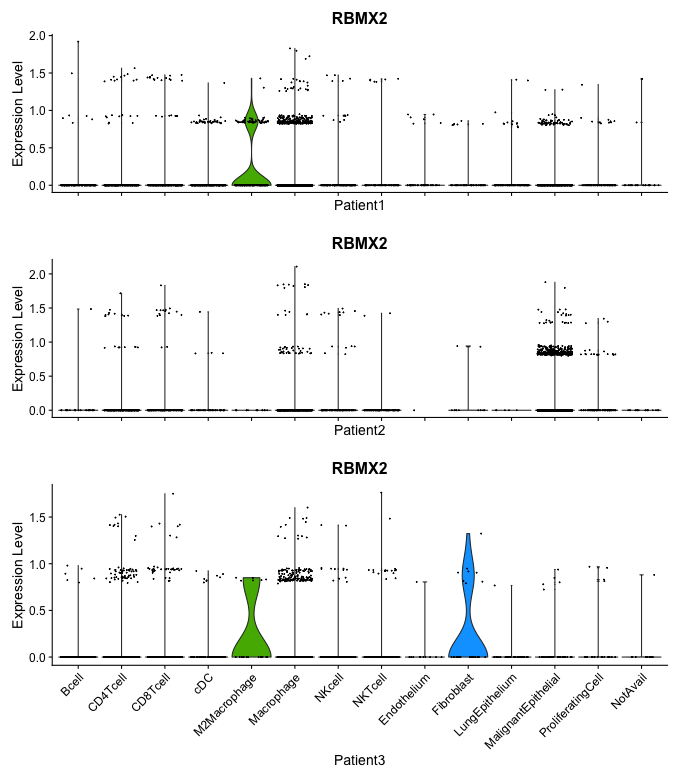 RBMX2
Expression Level
2.0
1.5
1.0
0.5
0.0
Patient1
RBMX2
Expression Level
2.0
1.5
1.0
0.5
0.0
Patient2
RBMX2
Expression Level
1.5
1.0
0.5
0.0
Bcell
CD4Tcell
CD8Tcell
cDC
M2Macrophage
Macrophage
NKcell
NKTcell
Endothelium
Fibroblast
LungEpithelium
MalignantEpithelial
ProliferatingCell
NotAvail
Patient3